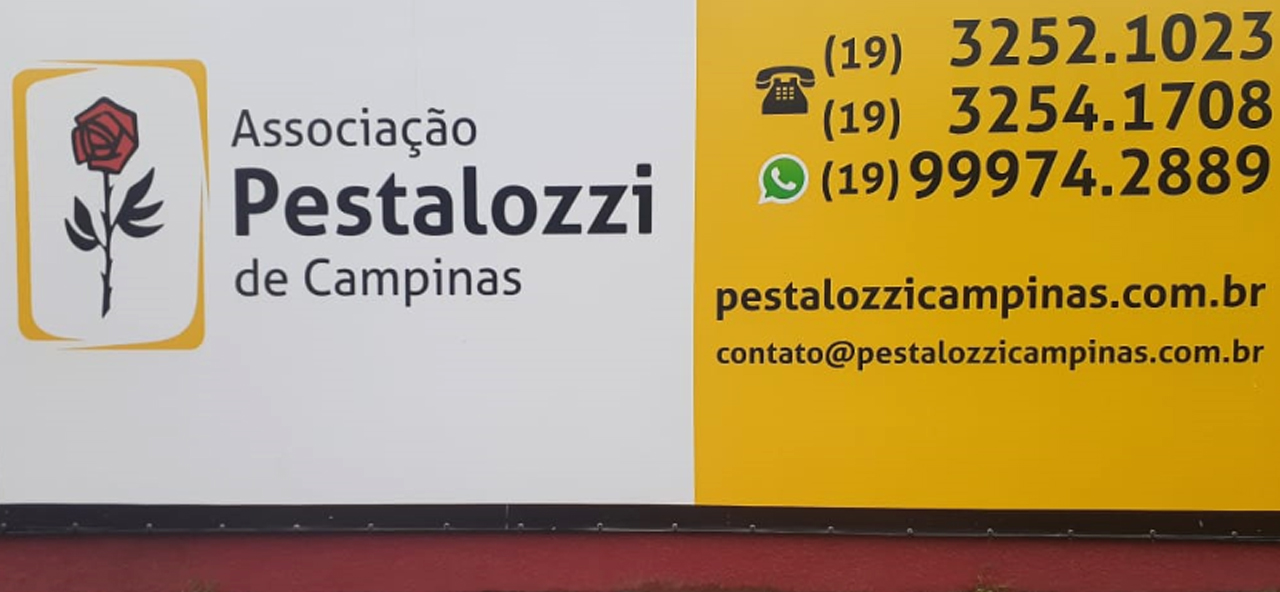 Associação
Pestalozzi
de Campinas
(19) 3252.1023
(19) 3254.1708
(19) 99974.2889
pestalozzicampinas.com.br
contato@pestalozzicampinas.com.br